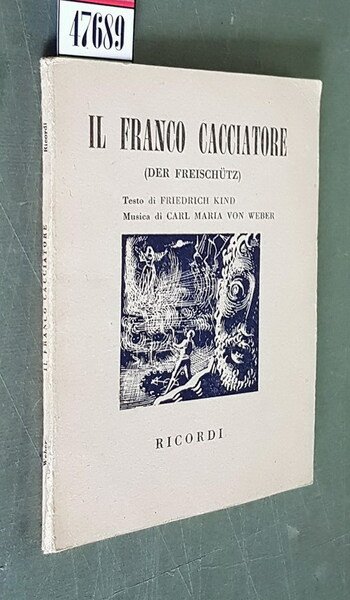 47689
IL FRANCO CACCIATORE
(DER FREISCHÜTZ)
Testo di FRIEDRICH KIND
Musica di CARL MARIA VON WEBER
RICORDI
Weber IL FRANCO CACCIATORE Ricordi